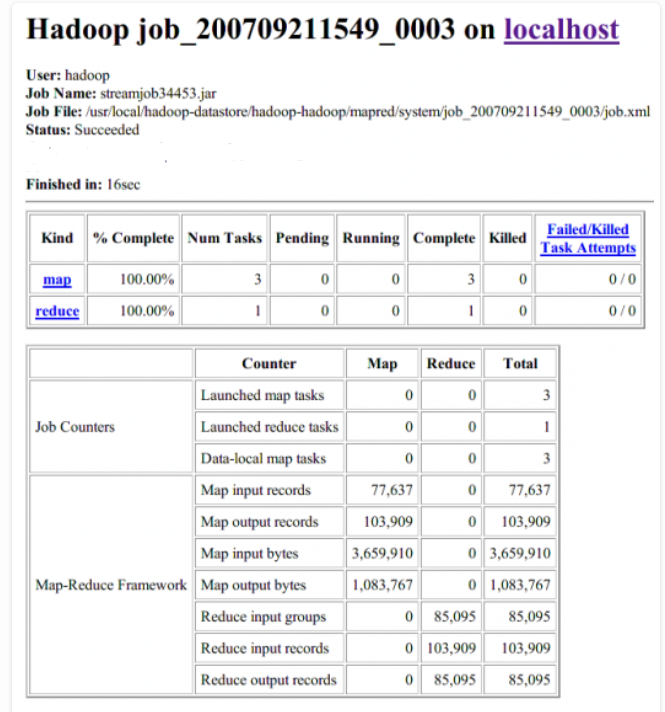 Hadoop job_200709211549_0003 on localhost
User: hadoop
Job Name: streamjob34453.jar
Job File: /usr/local/hadoop-datastore/hadoop-hadoop/mapred/system/job_200709211549_0003/job.xml
Status: Succeeded
Finished in: 16sec
Kind % Complete Num Tasks Pending Running Complete Killed Failed/Killed Task Attempts
map 100.00% 3 0 0 3 0 0 / 0
reduce 100.00% 1 0 0 1 0 0 / 0
Counter Map Reduce Total
Job Counters
Launched map tasks 0 0 3
Launched reduce tasks 0 0 1
Data-local map tasks 0 0 3
Map-Reduce Framework
Map input records 77,637 0 77,637
Map output records 103,909 0 103,909
Map input bytes 3,659,910 0 3,659,910
Map output bytes 1,083,767 0 1,083,767
Reduce input groups 0 85,095 85,095
Reduce input records 0 103,909 103,909
Reduce output records 0 85,095 85,095